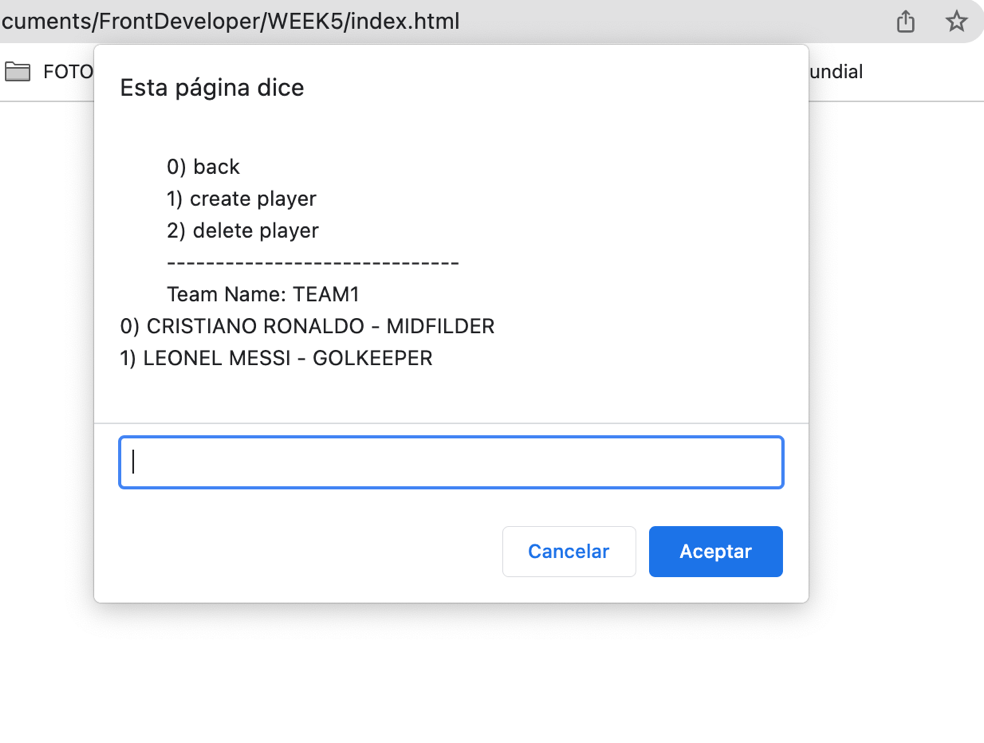 cuments/FrontDeveloper/WEEK5/index.html
FOTO
undial
Esta página dice
0) back
1) create player
2) delete player
------------------------------
Team Name: TEAM1
0) CRISTIANO RONALDO - MIDFILDER
1) LEONEL MESSI - GOLKEEPER
Cancelar
Aceptar